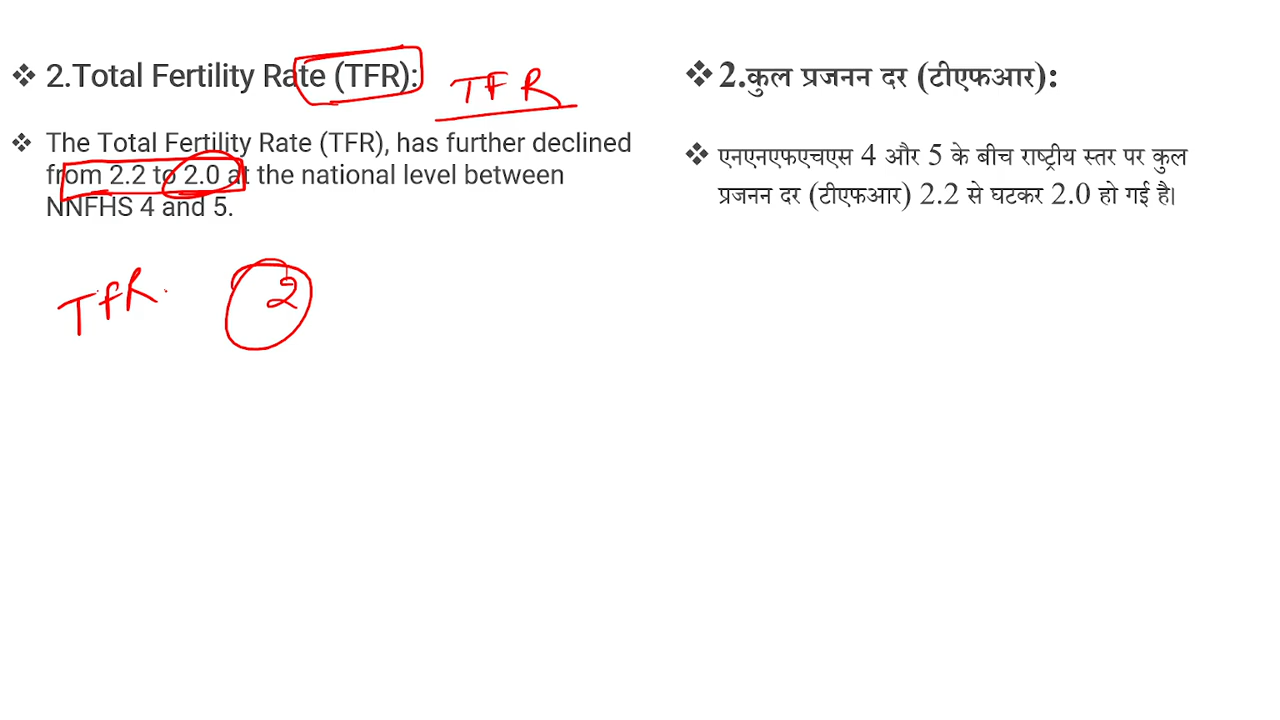 ❖ 2.Total Fertility Rate (TFR):
TFR
❖ The Total Fertility Rate (TFR), has further declined
from 2.2 to 2.0 at the national level between
NNFHS 4 and 5.
TFR.
2
❖ 2.कुल प्रजनन दर (टीएफआर):
❖ एनएनएफएचएस 4 और 5 के बीच राष्ट्रीय स्तर पर कुल
प्रजनन दर (टीएफआर) 2.2 से घटकर 2.0 हो गई है।